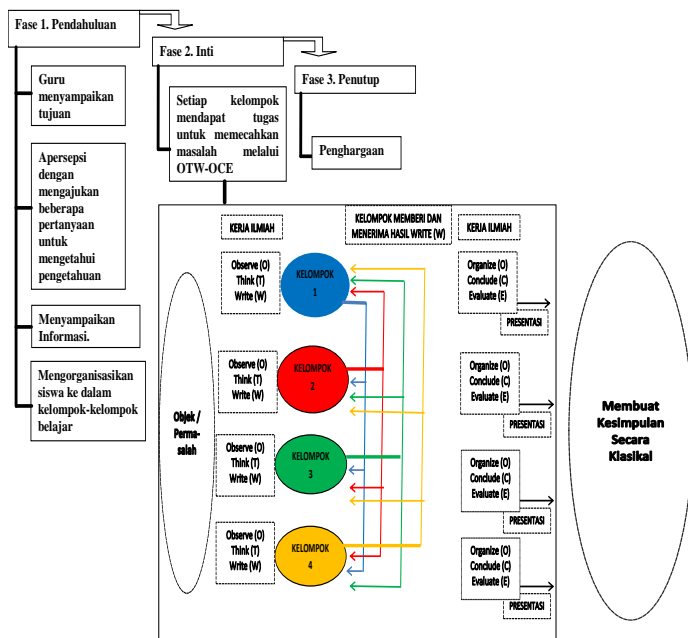 Fase 1. Pendahuluan
Guru
menyampaikan
tujuan
Apersepsi
dengan
mengajukan
beberapa
pertanyaan
untuk
mengetahui
pengetahuan
Menyampaikan
Informasi.
Mengorganisasikan
siswa ke dalam
kelompok-kelompok
belajar
Fase 2. Inti
Setiap kelompok
mendapat tugas
untuk memecahkan
masalah melalui
OTW-OCE
Fase 3. Penutup
Penghargaan
KERJA ILMIAH
KELOMPOK MEMBERI DAN
MENERIMA HASIL WRITE (W)
KERJA ILMIAH
Objek /
Perma-
salah
Observe (O)
Think (T)
Write (W)
KELOMPOK
1
Organize (O)
Conclude (C)
Evaluate (E)
PRESENTASI
Observe (O)
Think (T)
Write (W)
KELOMPOK
2
Organize (O)
Conclude (C)
Evaluate (E)
PRESENTASI
Observe (O)
Think (T)
Write (W)
KELOMPOK
3
Organize (O)
Conclude (C)
Evaluate (E)
PRESENTASI
Observe (O)
Think (T)
Write (W)
KELOMPOK
4
Organize (O)
Conclude (C)
Evaluate (E)
PRESENTASI
Membuat
Kesimpulan
Secara
Klasikal